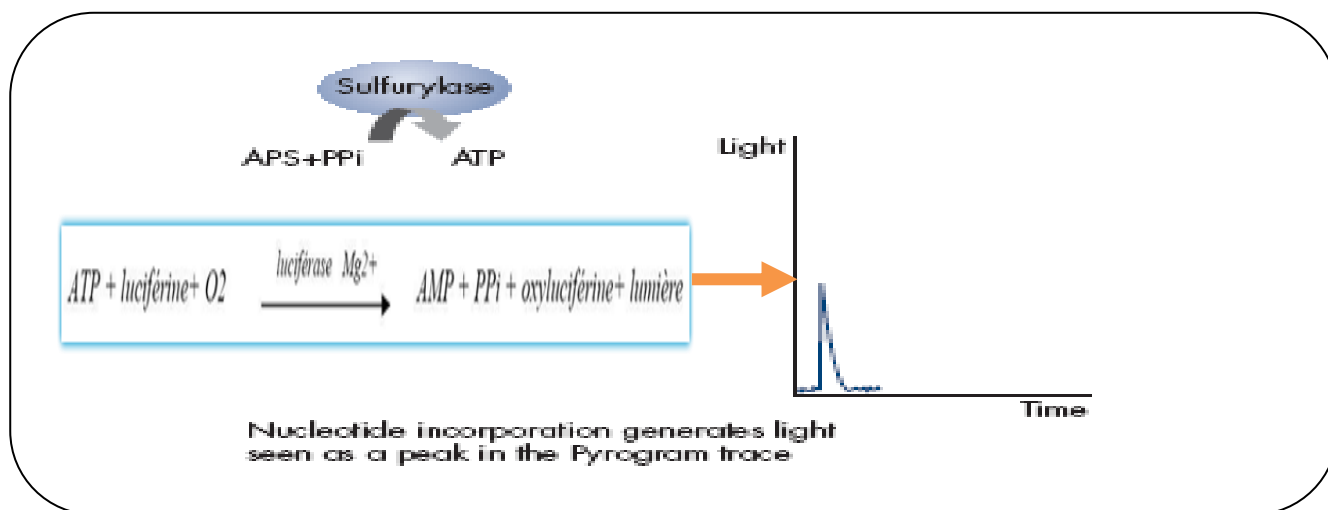 Sulfurylase
APS+PPi
ATP
Light
ATP + luciférine+ O2
luciférase Mg2+
AMP + PPi + oxyluciférine+ lumière
Time
Nucleotide incorporation generates light
seen as a peak in the Pyrogram trace